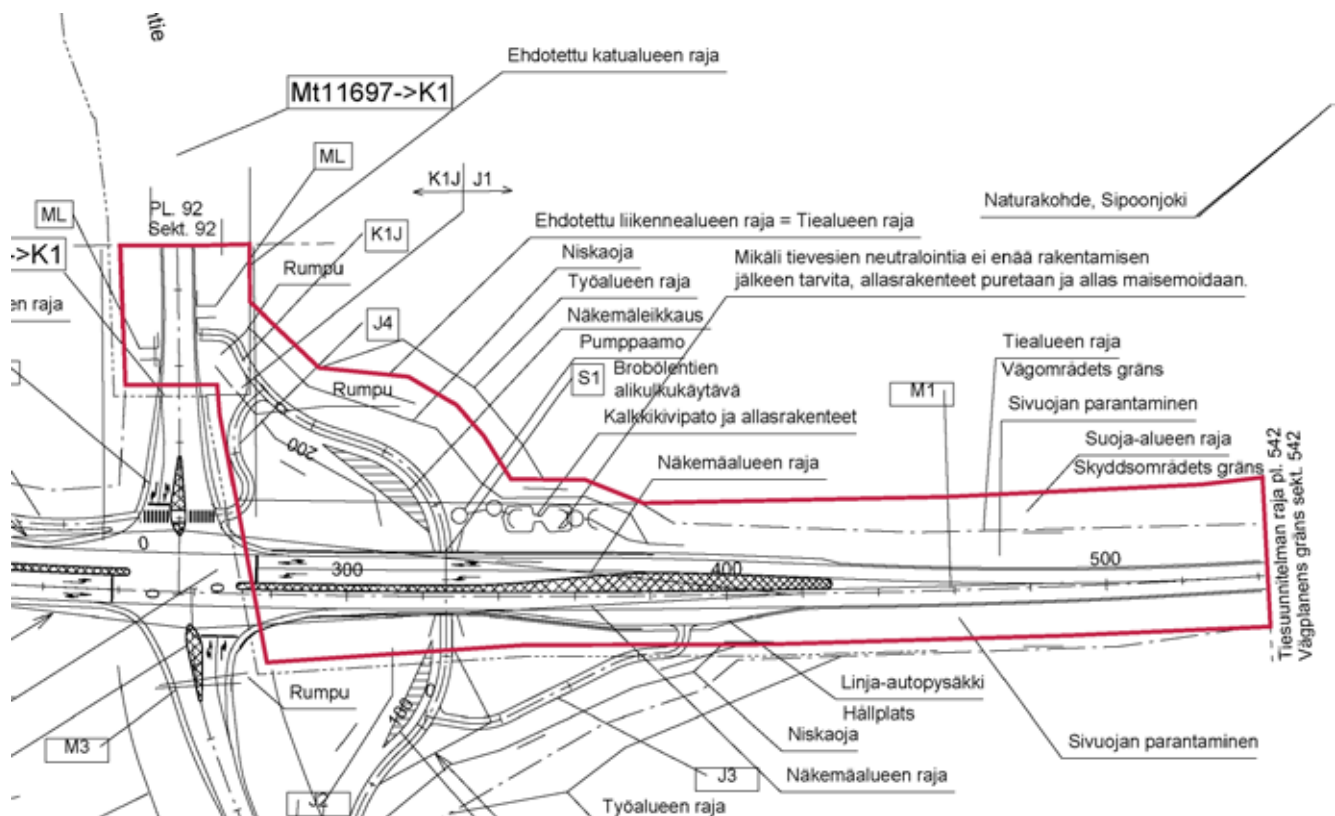 tie
Ehdotettu katualueen raja
Mt11697->K1
ML
K1J J1
Naturakohde, Sipoonjoki
PL. 92
Sekt. 92
ML
Ehdotettu liikennealueen raja = Tiealueen raja
K1J
->K1
Rumpu
Niskaoja
Mikäli tievesien neutralointia ei enää rakentamisen
jälkeen tarvita, allasrakenteet puretaan ja allas maisemoidaan.
Työalueen raja
en raja
Näkemäleikkaus
J4
Pumppaamo
Tiealueen raja
Vägområdets gräns
S1
Brobölentien
alikulkukäytävä
Rumpu
M1
Sivuojan parantaminen
Kalkkikivipato ja allasrakenteet
Suoja-alueen raja
Skyddsområdets gräns
200
Näkemäalueen raja
Tiesuunnitelman raja pl. 542
Vägplanens gräns sekt. 542
0
300
400
500
0
0
Rumpu
0
100
Linja-autopysäkki
Hållplats
M3
Niskaoja
Sivuojan parantaminen
J3
Näkemäalueen raja
J2
Työalueen raja